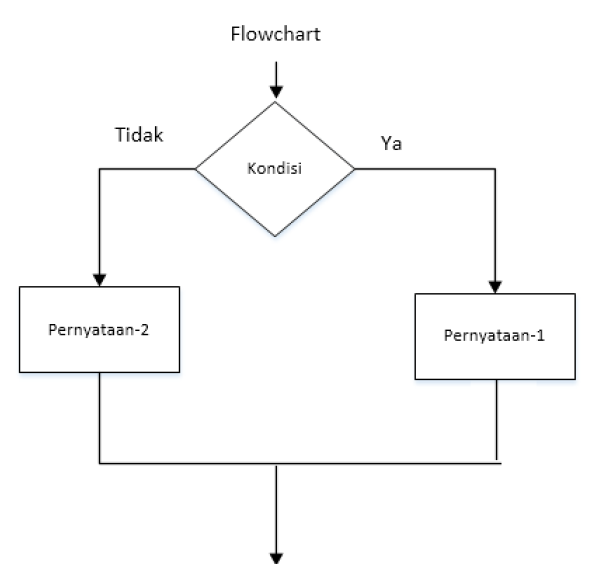 Flowchart
Tidak
Ya
Kondisi
Pernyataan-2
Pernyataan-1